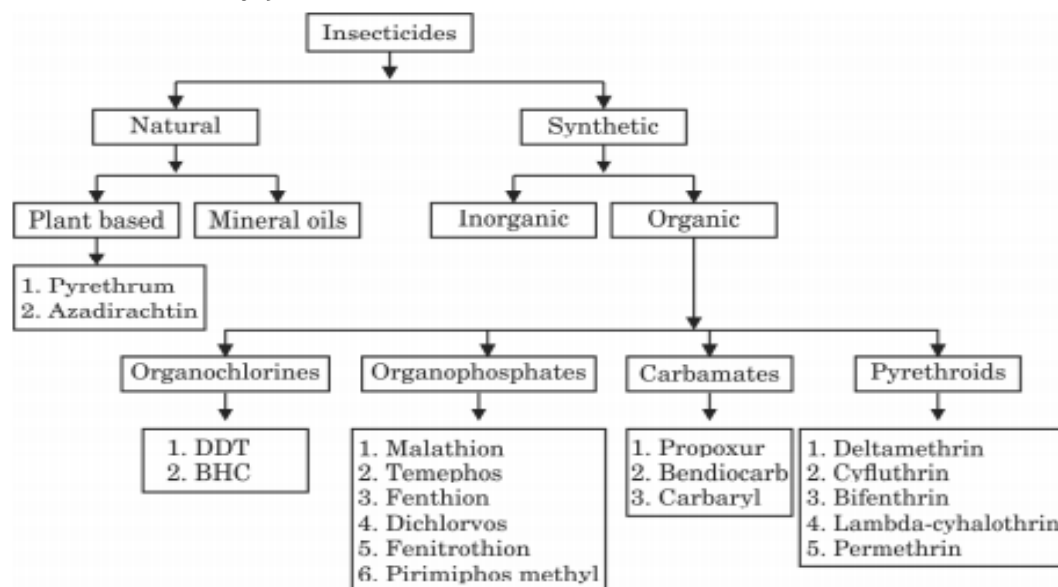 Insecticides
Natural
Synthetic
Plant based
Mineral oils
Inorganic
Organic
1. Pyrethrum
2. Azadirachtin
Organochlorines
Organophosphates
Carbamates
Pyrethroids
1. DDT
2. BHC
1. Malathion
2. Temephos
3. Fenthion
4. Dichlorvos
5. Fenitrothion
6. Pirimiphos methyl
1. Propoxur
2. Bendiocarb
3. Carbaryl
1. Deltamethrin
2. Cyfluthrin
3. Bifenthrin
4. Lambda-cyhalothrin
5. Permethrin